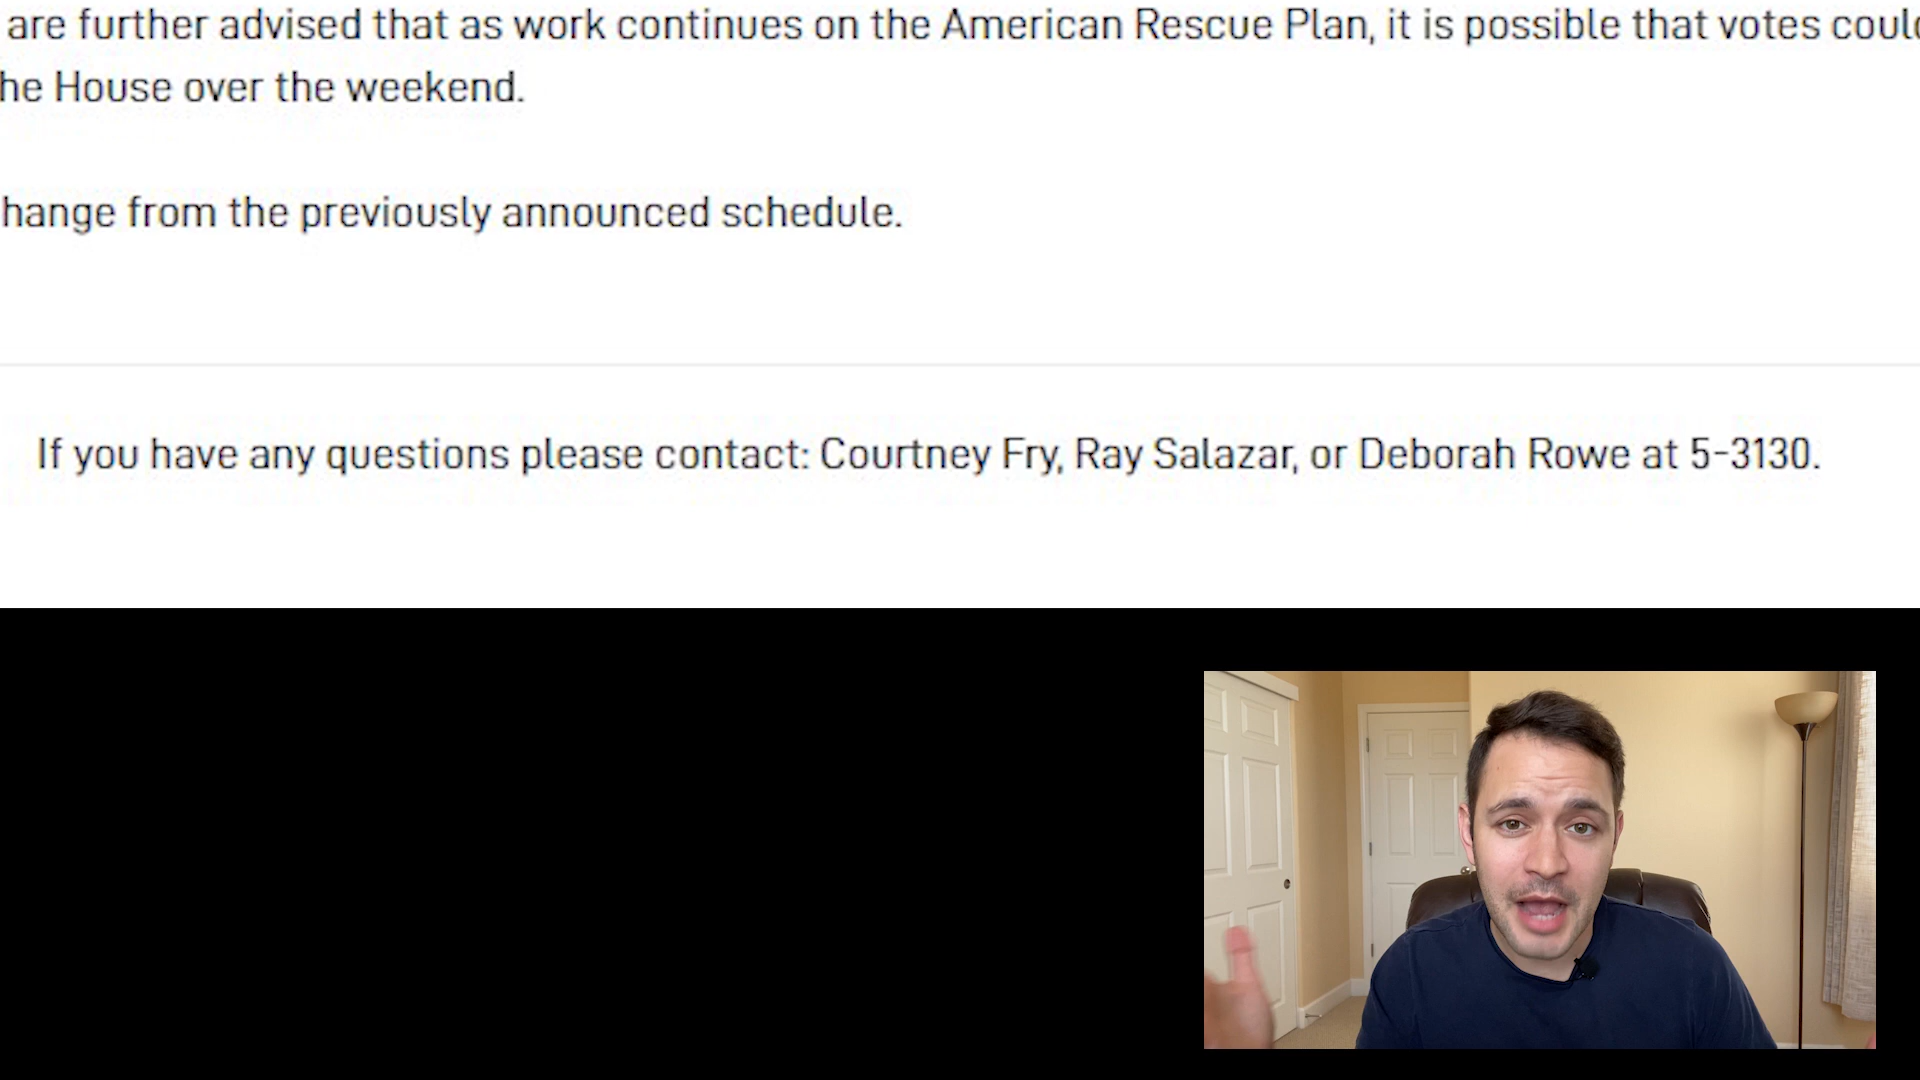 are further advised that as work continues on the American Rescue Plan, it is possible that votes
he House over the weekend.
hange from the previously announced schedule.
If you have any questions please contact: Courtney Fry, Ray Salazar, or Deborah Rowe at 5-3130.